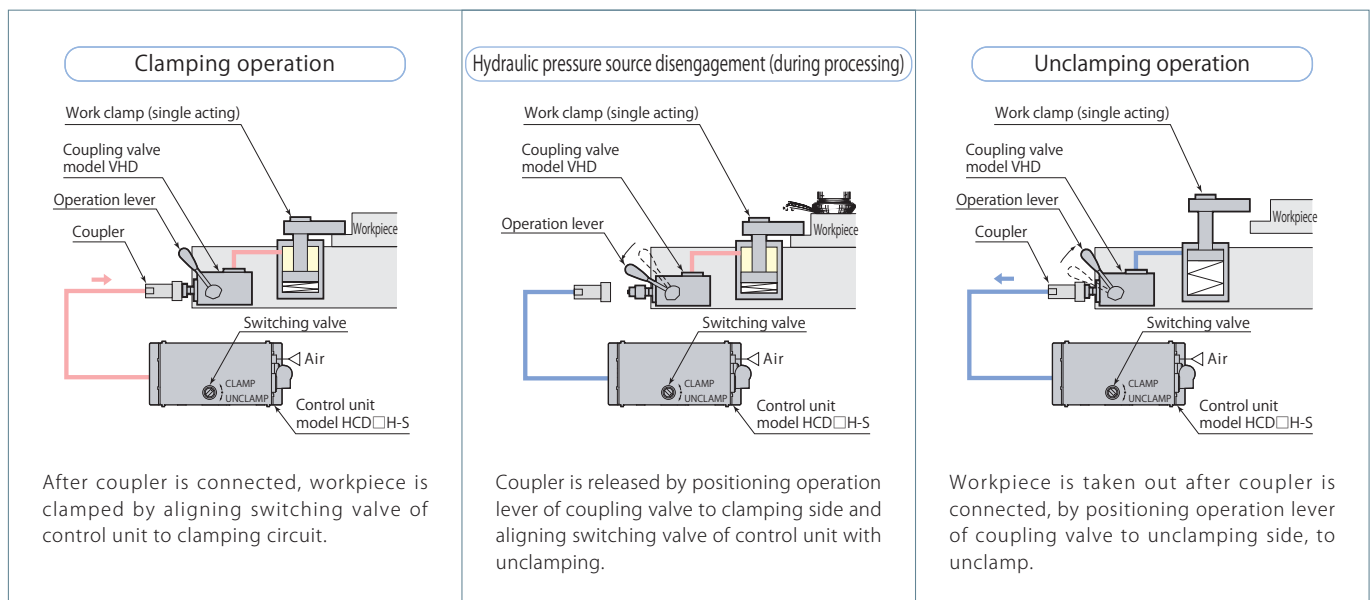 Clamping operation
Work clamp (single acting)
Coupling valve
model VHD
Operation lever
Coupler
Workpiece
Switching valve
Air
CLAMP
UNCLAMP
Control unit
model HCD□H-S
After coupler is connected, workpiece is
clamped by aligning switching valve of
control unit to clamping circuit.
Hydraulic pressure source disengagement (during processing)
Work clamp (single acting)
Coupling valve
model VHD
Operation lever
Workpiece
Switching valve
Air
CLAMP
UNCLAMP
Control unit
model HCD□H-S
Coupler is released by positioning operation
lever of coupling valve to clamping side and
aligning switching valve of control unit with
unclamping.
Unclamping operation
Work clamp (single acting)
Coupling valve
model VHD
Operation lever
Coupler
Workpiece
Switching valve
Air
CLAMP
UNCLAMP
Control unit
model HCD□H-S
Workpiece is taken out after coupler is
connected, by positioning operation lever
of coupling valve to unclamping side, to
unclamp.